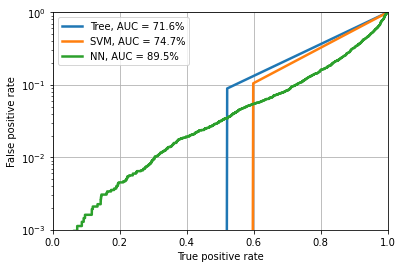 Tree, AUC = 71.6%
SVM, AUC = 74.7%
NN, AUC = 89.5%
False positive rate
10⁰
10⁻¹
10⁻²
10⁻³
0.0 0.2 0.4 0.6 0.8 1.0
True positive rate